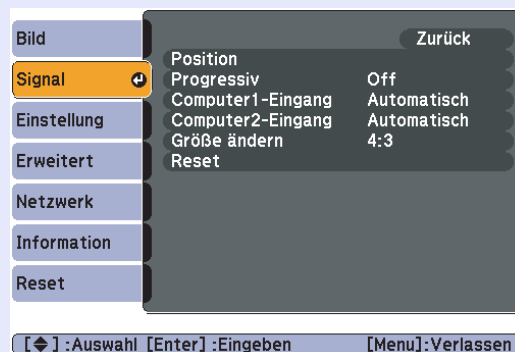 Bild
Signal
Einstellung
Erweitert
Netzwerk
Information
Reset
Zurück
Position
Progressiv Off
Computer1-Eingang Automatisch
Computer2-Eingang Automatisch
Größe ändern 4:3
Reset
[◆] :Auswahl [Enter] :Eingeben [Menu]:Verlassen